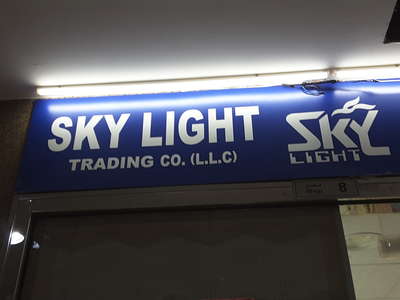 SKY LIGHT
TRADING CO. (L.L.C)
SKY
LIGHT
8